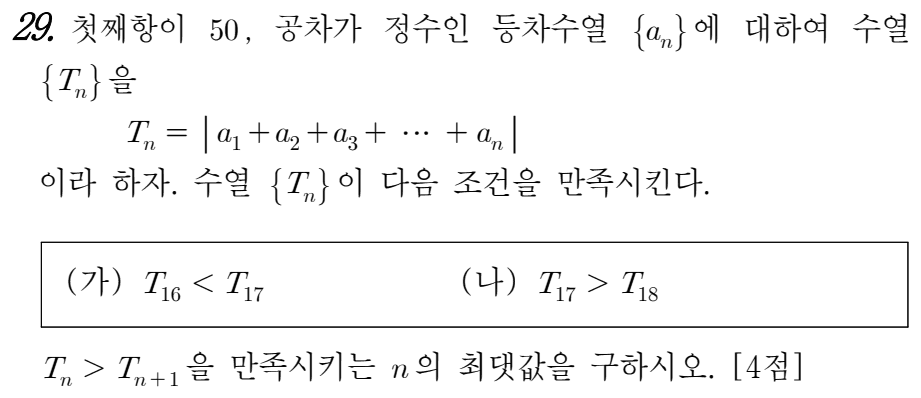 29. 첫째항이 50, 공차가 정수인 등차수열 {aₙ}에 대하여 수열
{Tₙ}을
Tₙ = | a₁ + a₂ + a₃ + ⋯ + aₙ |
이라 하자. 수열 {Tₙ}이 다음 조건을 만족시킨다.
(가) T₁₆ < T₁₇ (나) T₁₇ > T₁₈
Tₙ > Tₙ₊₁을 만족시키는 n의 최댓값을 구하시오. [4점]